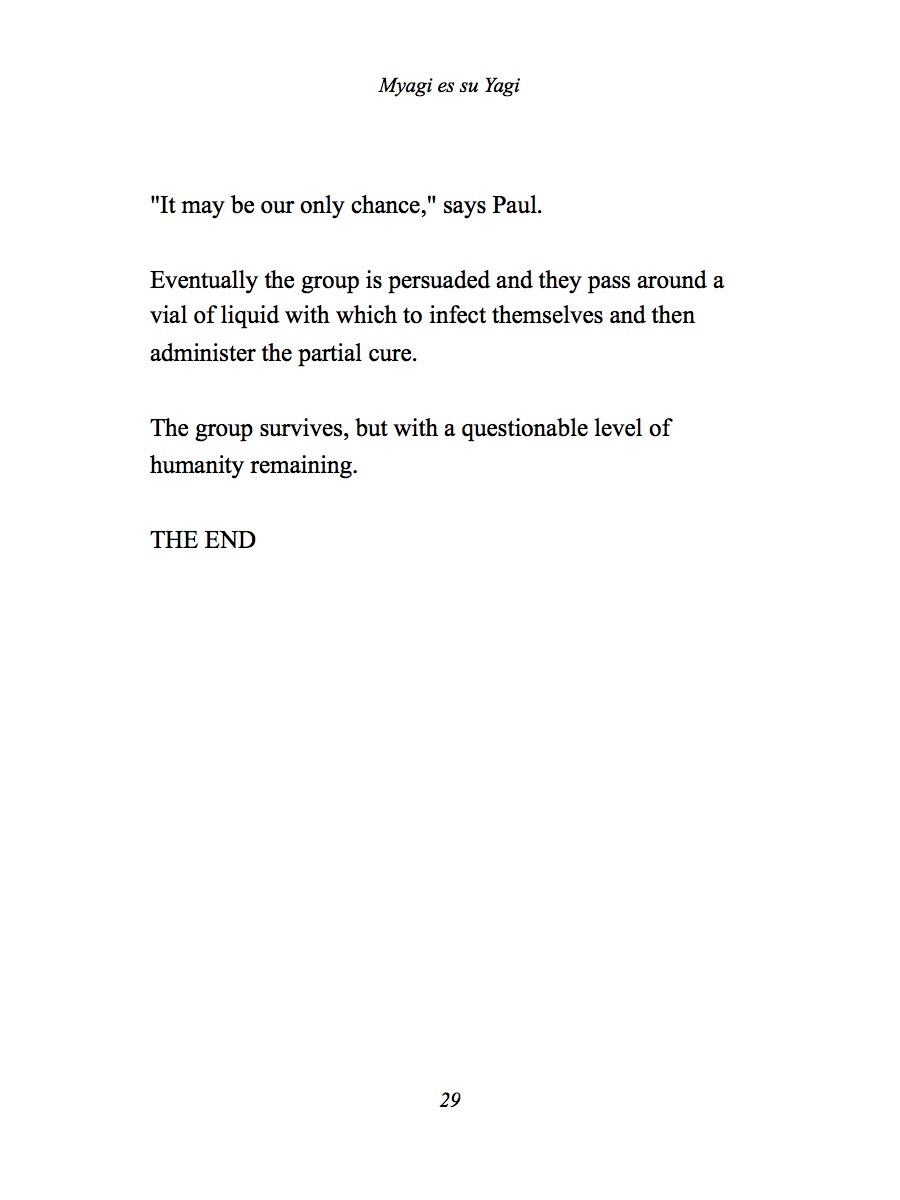 Myagi es su Yagi
"It may be our only chance," says Paul.
Eventually the group is persuaded and they pass around a
vial of liquid with which to infect themselves and then
administer the partial cure.
The group survives, but with a questionable level of
humanity remaining.
THE END
29